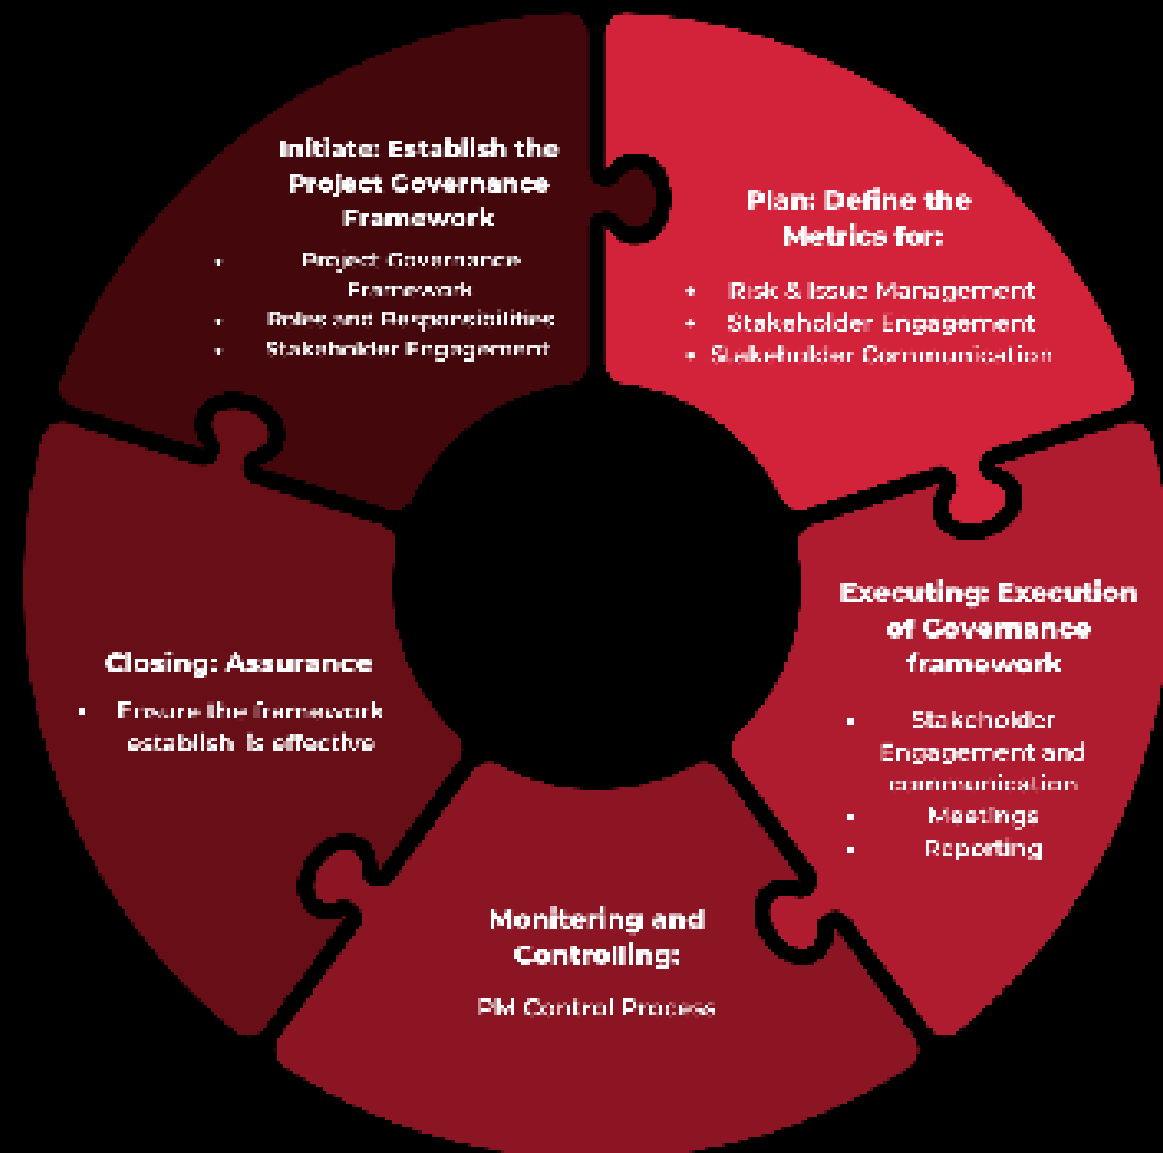 Initiate: Establish the
Project Governance
Framework
• Project Governance
Framework
• Roles and Responsibilities
• Stakeholder Engagement
Plan: Define the
Metrics for:
• Risk & Issue Management
• Stakeholder Engagement
• Stakeholder Communication
Executing: Execution
of Governance
framework
• Stakeholder
Engagement and
communication
• Meetings
• Reporting
Monitering and
Controlling:
PM Control Process
Closing: Assurance
• Ensure the framework
establish is effective